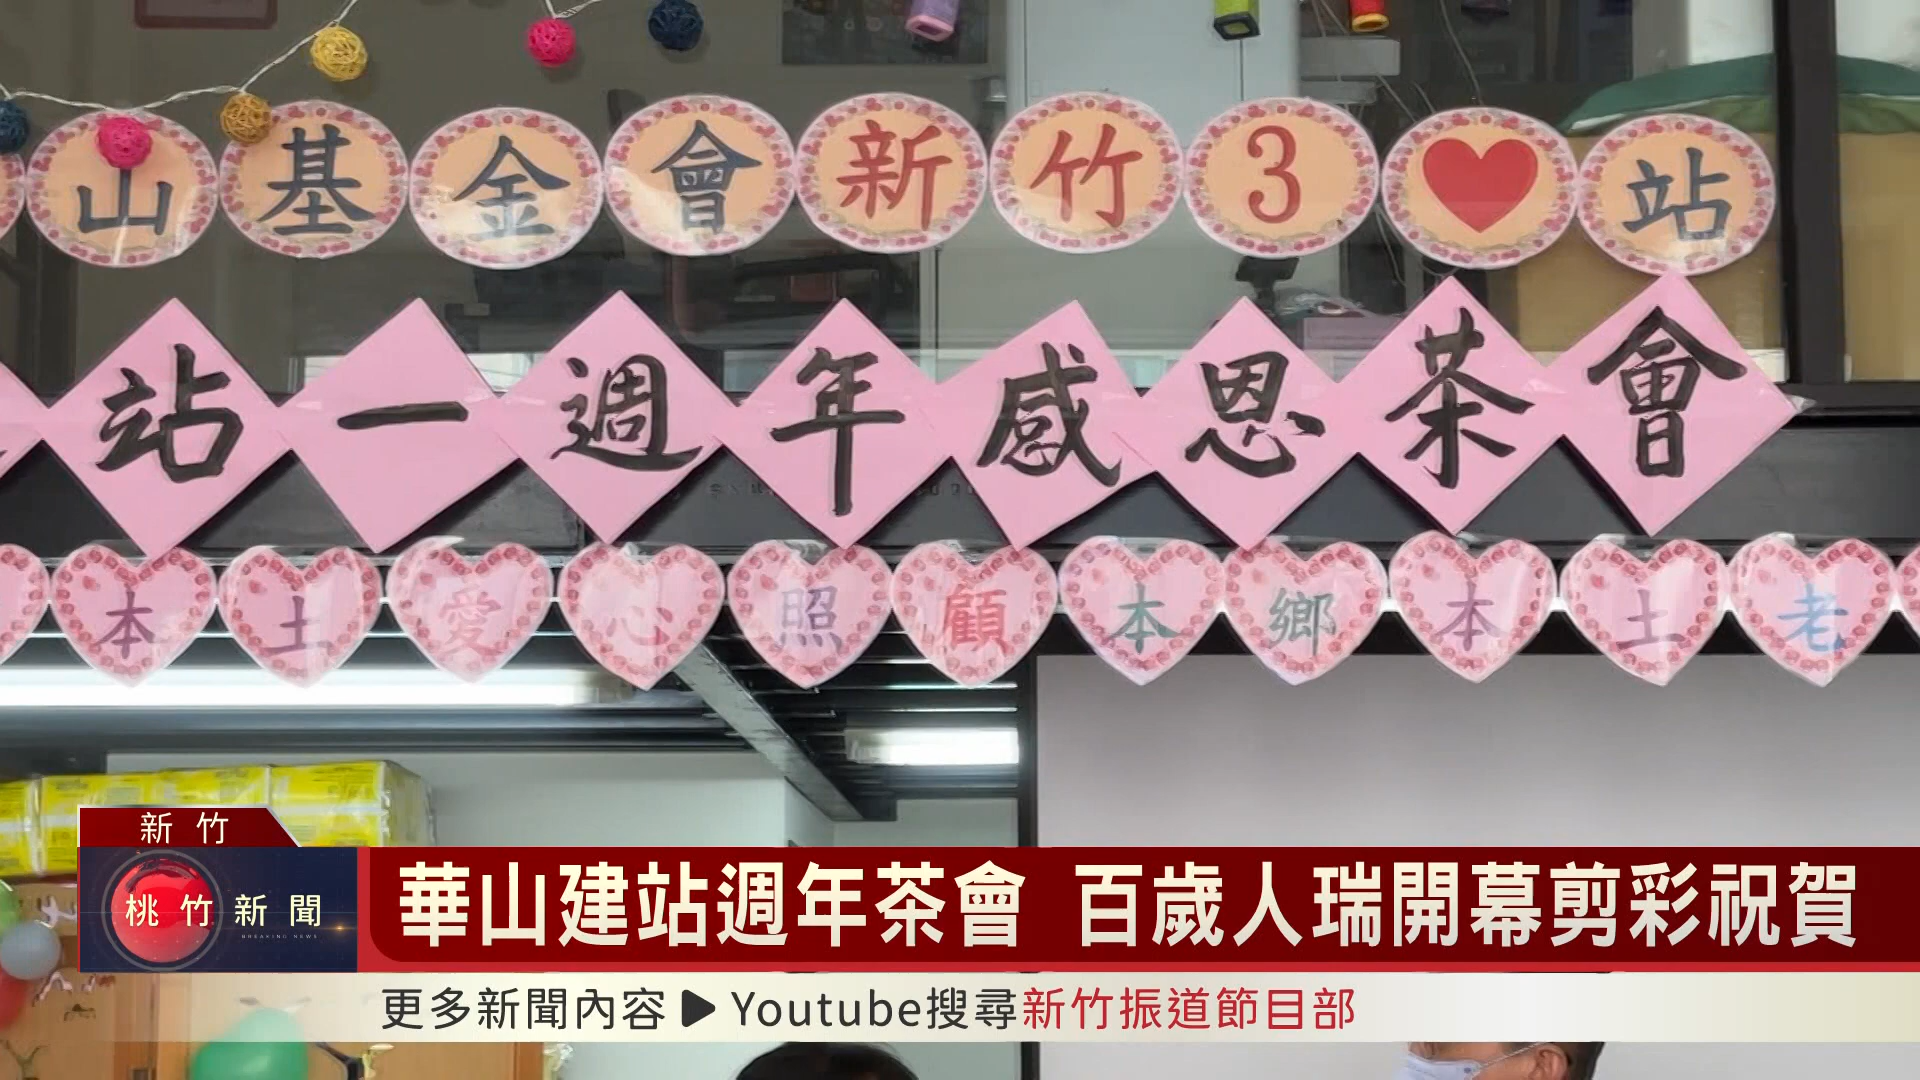 山基金會新竹3❤站
站一週年感恩茶會
本土愛心照顧本鄉本土老
新竹
桃竹新聞
BREAKING NEWS
華山建站週年茶會 百歲人瑞開幕剪彩祝賀
更多新聞內容▶Youtube搜尋新竹振道節目部